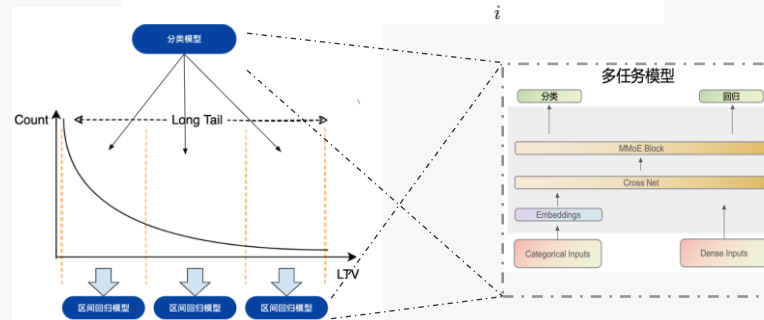 i
分类模型
Count
Long Tail
LTV
区间回归模型
区间回归模型
区间回归模型
多任务模型
分类
回归
MMoE Block
Cross Net
Embeddings
Categorical Inputs
Dense Inputs